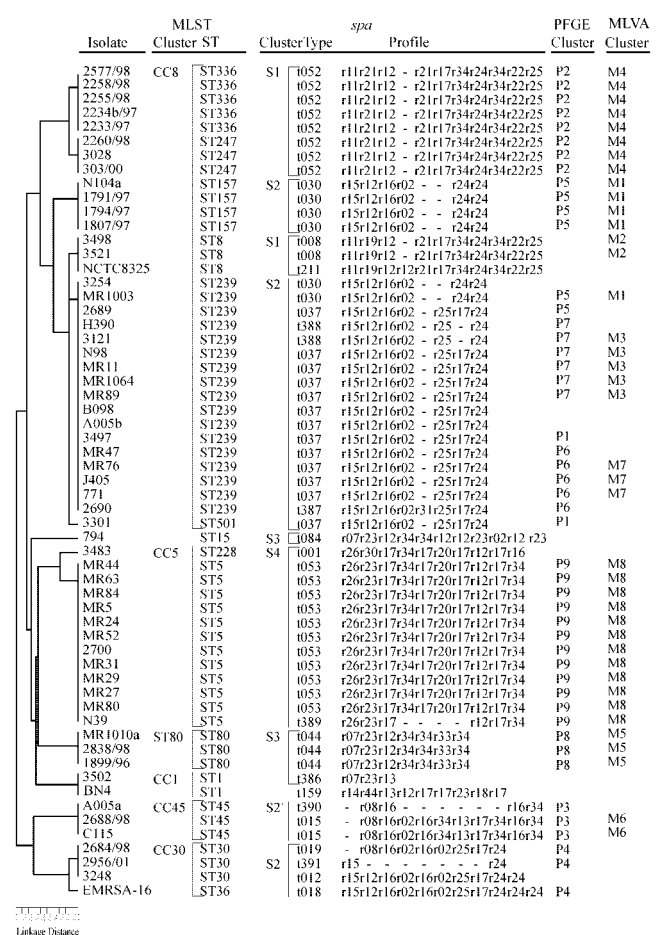 MLST spa PFGE MLVA
Isolate Cluster ST Cluster Type Profile Cluster Cluster
2577/98 CC8 ST336 S1 t052 r11r21r12 - r21r17r34r24r34r22r25 P2 M4
2258/98 ST336 t052 r11r21r12 - r21r17r34r24r34r22r25 P2 M4
2255/98 ST336 t052 r11r21r12 - r21r17r34r24r34r22r25 P2 M4
2234b/97 ST336 t052 r11r21r12 - r21r17r34r24r34r22r25 P2 M4
2233/97 ST336 t052 r11r21r12 - r21r17r34r24r34r22r25 P2 M4
2260/98 ST247 t052 r11r21r12 - r21r17r34r24r34r22r25 P2 M4
3028 ST247 t052 r11r21r12 - r21r17r34r24r34r22r25 P2 M4
303/00 ST247 t052 r11r21r12 - r21r17r34r24r34r22r25 P2 M4
N104a ST157 S2 t030 r15r12r16r02 - - r24r24 P5 M1
1791/97 ST157 t030 r15r12r16r02 - - r24r24 P5 M1
1794/97 ST157 t030 r15r12r16r02 - - r24r24 P5 M1
1807/97 ST157 t030 r15r12r16r02 - - r24r24 P5 M1
3498 ST8 S1 t008 r11r19r12 - r21r17r34r24r34r22r25 M2
3521 ST8 t008 r11r19r12 - r21r17r34r24r34r22r25 M2
NCTC8325 ST8 t211 r11r19r12r12r21r17r34r24r34r22r25
3254 ST239 S2 t030 r15r12r16r02 - - r24r24
MR1003 ST239 t030 r15r12r16r02 - - r24r24 P5 M1
2689 ST239 t037 r15r12r16r02 - r25r17r24 P5
H390 ST239 t388 r15r12r16r02 - r25 - r24 P7
3121 ST239 t388 r15r12r16r02 - r25 - r24 P7 M3
N98 ST239 t037 r15r12r16r02 - r25r17r24 P7 M3
MR11 ST239 t037 r15r12r16r02 - r25r17r24 P7 M3
MR1064 ST239 t037 r15r12r16r02 - r25r17r24 P7 M3
MR89 ST239 t037 r15r12r16r02 - r25r17r24 P7 M3
B098 ST239 t037 r15r12r16r02 - r25r17r24
A005b ST239 t037 r15r12r16r02 - r25r17r24
3497 ST239 t037 r15r12r16r02 - r25r17r24 P1
MR47 ST239 t037 r15r12r16r02 - r25r17r24 P6
MR76 ST239 t037 r15r12r16r02 - r25r17r24 P6 M7
J405 ST239 t037 r15r12r16r02 - r25r17r24 P6 M7
771 ST239 t037 r15r12r16r02 - r25r17r24 P6 M7
2690 ST239 t387 r15r12r16r02r31r25r17r24 P6
3301 ST501 t037 r15r12r16r02 - r25r17r24 P1
794 ST15 S3 t084 r07r23r12r34r34r12r12r23r02r12 r23
3483 CC5 ST228 S4 t001 r26r30r17r34r17r20r17r12r17r16
MR44 ST5 t053 r26r23r17r34r17r20r17r12r17r34 P9 M8
MR63 ST5 t053 r26r23r17r34r17r20r17r12r17r34 P9 M8
MR84 ST5 t053 r26r23r17r34r17r20r17r12r17r34 P9 M8
MR5 ST5 t053 r26r23r17r34r17r20r17r12r17r34 P9 M8
MR24 ST5 t053 r26r23r17r34r17r20r17r12r17r34 P9 M8
MR52 ST5 t053 r26r23r17r34r17r20r17r12r17r34 P9 M8
2700 ST5 t053 r26r23r17r34r17r20r17r12r17r34 P9 M8
MR31 ST5 t053 r26r23r17r34r17r20r17r12r17r34 P9 M8
MR29 ST5 t053 r26r23r17r34r17r20r17r12r17r34 P9 M8
MR27 ST5 t053 r26r23r17r34r17r20r17r12r17r34 P9 M8
MR80 ST5 t053 r26r23r17r34r17r20r17r12r17r34 P9 M8
N39 ST5 t389 r26r23r17 - - - - r12r17r34 P9 M8
MR1010a ST80 ST80 S3 t044 r07r23r12r34r34r33r34 P8 M5
2838/98 ST80 t044 r07r23r12r34r34r33r34 P8 M5
1899/96 ST80 t044 r07r23r12r34r34r33r34 P8 M5
3502 CC1 ST1 t386 r07r23r13
BN4 ST1 t159 r14r44r13r12r17r17r23r18r17
A005a CC45 ST45 S2' t390 - r08r16 - - - - - - r16r34 P3
2688/98 ST45 t015 - r08r16r02r16r34r13r17r34r16r34 P3 M6
C115 ST45 t015 - r08r16r02r16r34r13r17r34r16r34 P3 M6
2684/98 CC30 ST30 t019 - r08r16r02r16r02r25r17r24 P4
2956/01 ST30 S2 t391 r15 - - - - - - - r24 P4
3248 ST30 t012 r15r12r16r02r16r02r25r17r24r24
EMRSA-16 ST36 t018 r15r12r16r02r16r02r25r17r24r24r24 P4
Linkage Distance